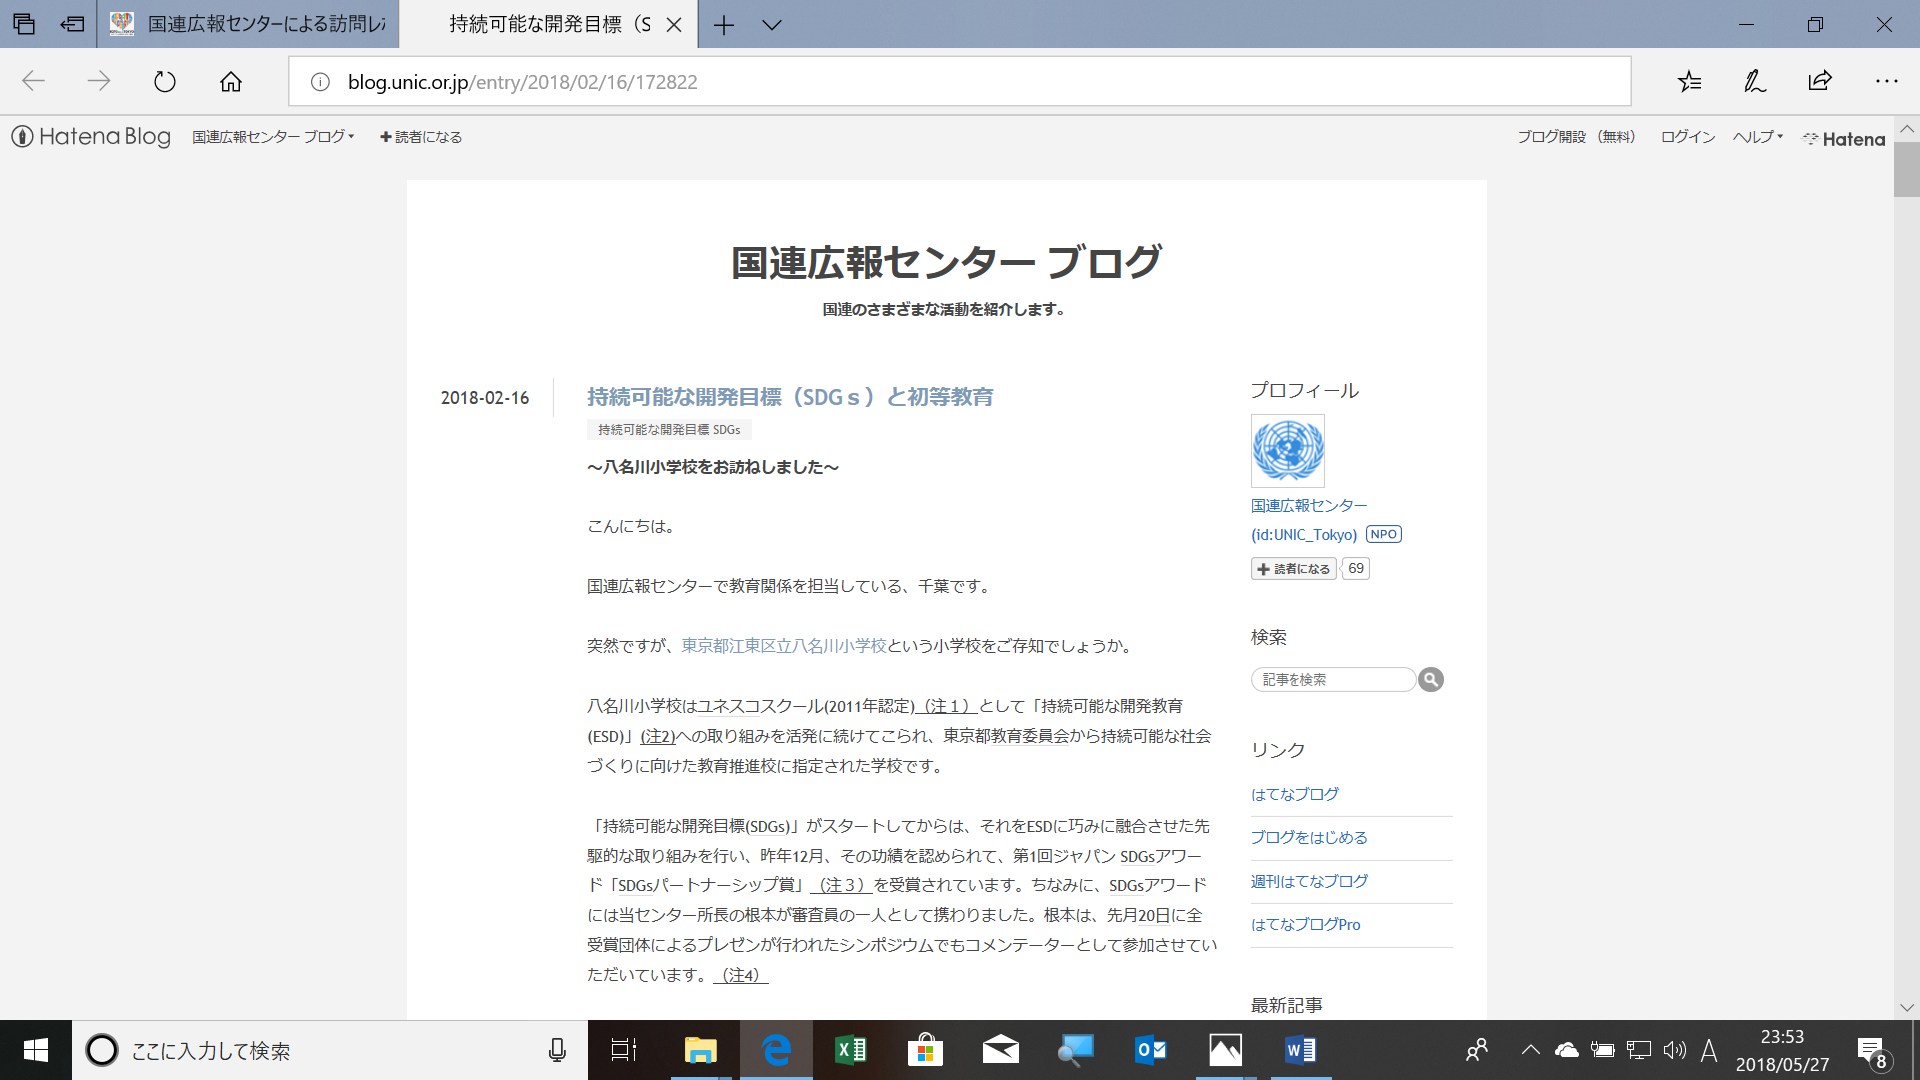 国連広報センターによる訪問レポ
持続可能な開発目標（S
blog.unic.or.jp/entry/2018/02/16/172822
Hatena Blog 国連広報センター ブログ 読者になる ブログ開設 （無料） ログイン ヘルプ Hatena
国連広報センター ブログ
国連のさまざまな活動を紹介します。
2018-02-16
持続可能な開発目標（SDGｓ）と初等教育
持続可能な開発目標 SDGs
～八名川小学校をお訪ねしました～
こんにちは。
国連広報センターで教育関係を担当している、千葉です。
突然ですが、東京都江東区立八名川小学校という小学校をご存知でしょうか。
八名川小学校はユネスコスクール(2011年認定)（注１）として「持続可能な開発教育
(ESD)」(注2)への取り組みを活発に続けてこられ、東京都教育委員会から持続可能な社会
づくりに向けた教育推進校に指定された学校です。
「持続可能な開発目標(SDGs)」がスタートしてからは、それをESDに巧みに融合させた先
駆的な取り組みを行い、昨年12月、その功績を認められて、第1回ジャパン SDGsアワー
ド「SDGsパートナーシップ賞」（注３）を受賞されています。ちなみに、SDGsアワード
には当センター所長の根本が審査員の一人として携わりました。根本は、先月20日に全
受賞団体によるプレゼンが行われたシンポジウムでもコメンテーターとして参加させてい
ただいています。（注4）
プロフィール
国連広報センター
(id:UNIC_Tokyo) NPO
読者になる 69
検索
記事を検索
リンク
はてなブログ
ブログをはじめる
週刊はてなブログ
はてなブログPro
最新記事
ここに入力して検索
A
23:53
2018/05/27
8